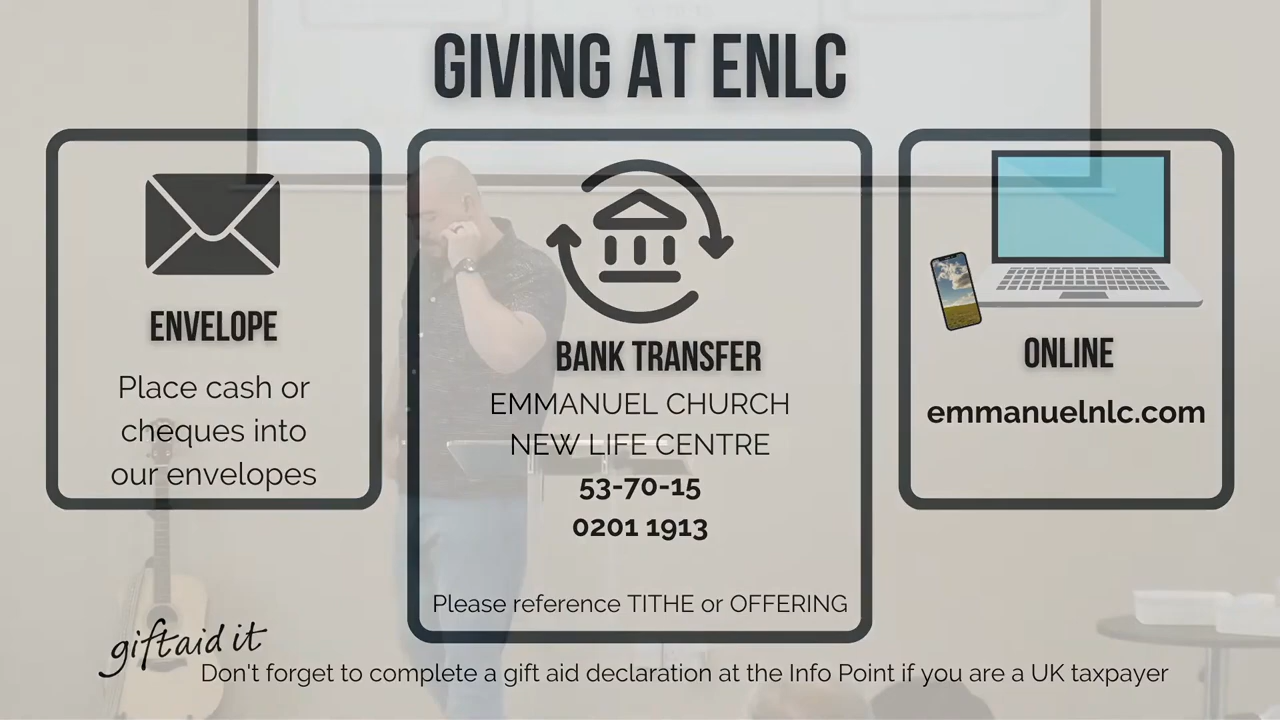 GIVING AT ENLC
ENVELOPE
Place cash or
cheques into
our envelopes
BANK TRANSFER
EMMANUEL CHURCH
NEW LIFE CENTRE
53-70-15
0201 1913
Please reference TITHE or OFFERING
ONLINE
emmanuelnlc.com
giftaid it
Don't forget to complete a gift aid declaration at the Info Point if you are a UK taxpayer